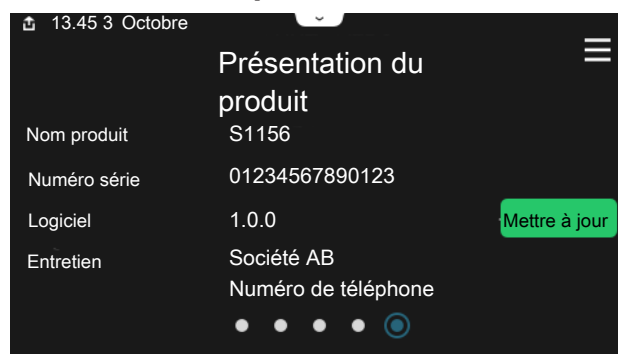 13.45 3 Octobre
Présentation du
produit
Nom produit S1156
Numéro série 01234567890123
Logiciel 1.0.0 Mettre à jour
Entretien Société AB
Numéro de téléphone